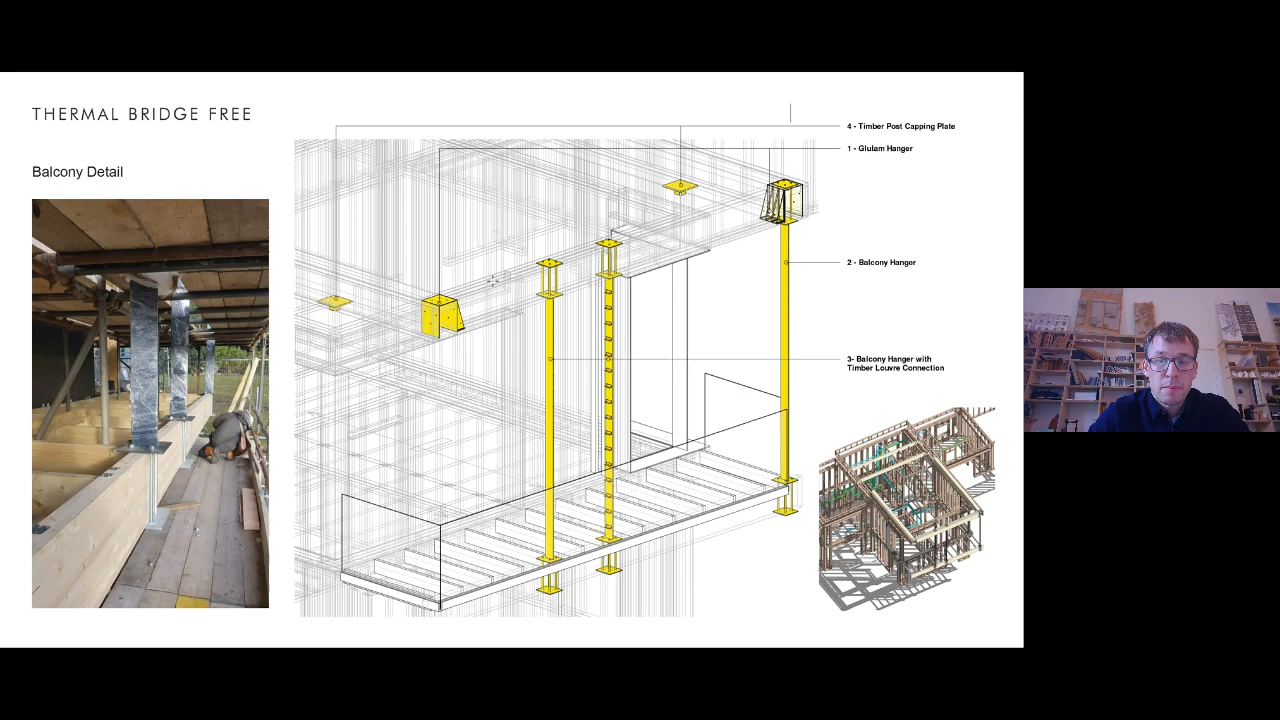 THERMAL BRIDGE FREE
Balcony Detail
4 - Timber Post Capping Plate
1 - Glulam Hanger
2 - Balcony Hanger
3- Balcony Hanger with
Timber Louvre Connection